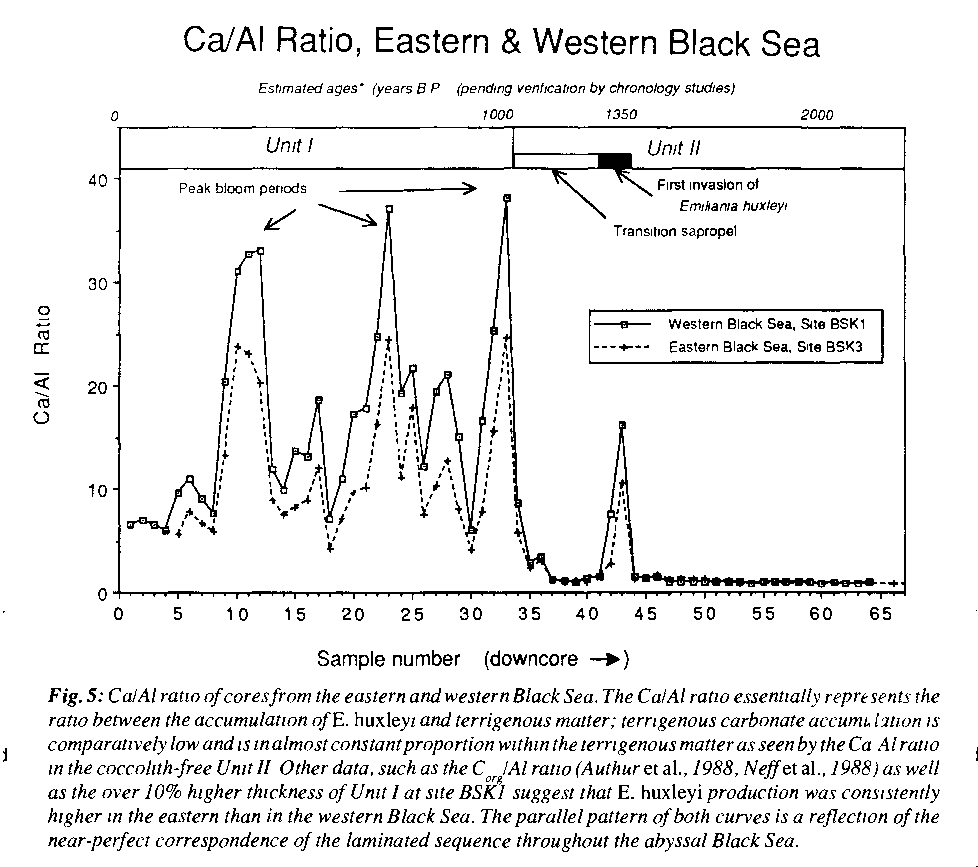 Ca/Al Ratio, Eastern & Western Black Sea
Estimated ages* (years B P (pending verification by chronology studies)
0 1000 1350 2000
Unit I Unit II
Peak bloom periods
First invasion of
Emiliania huxleyi
Transition sapropel
Western Black Sea, Site BSK1
Eastern Black Sea, Site BSK3
Ca/Al Ratio
40
30
20
10
0
0 5 10 15 20 25 30 35 40 45 50 55 60 65
Sample number (downcore →)
Fig. 5: Ca/Al ratio of cores from the eastern and western Black Sea. The Ca/Al ratio essentially represents the
ratio between the accumulation of E. huxleyi and terrigenous matter; terrigenous carbonate accumulation is
comparatively low and is in almost constant proportion within the terrigenous matter as seen by the Ca Al ratio
in the coccolith-free Unit II Other data, such as the Corg/Al ratio (Authur et al., 1988, Neff et al., 1988) as well
as the over 10% higher thickness of Unit I at site BSK1 suggest that E. huxleyi production was consistently
higher in the eastern than in the western Black Sea. The parallel pattern of both curves is a reflection of the
near-perfect correspondence of the laminated sequence throughout the abyssal Black Sea.